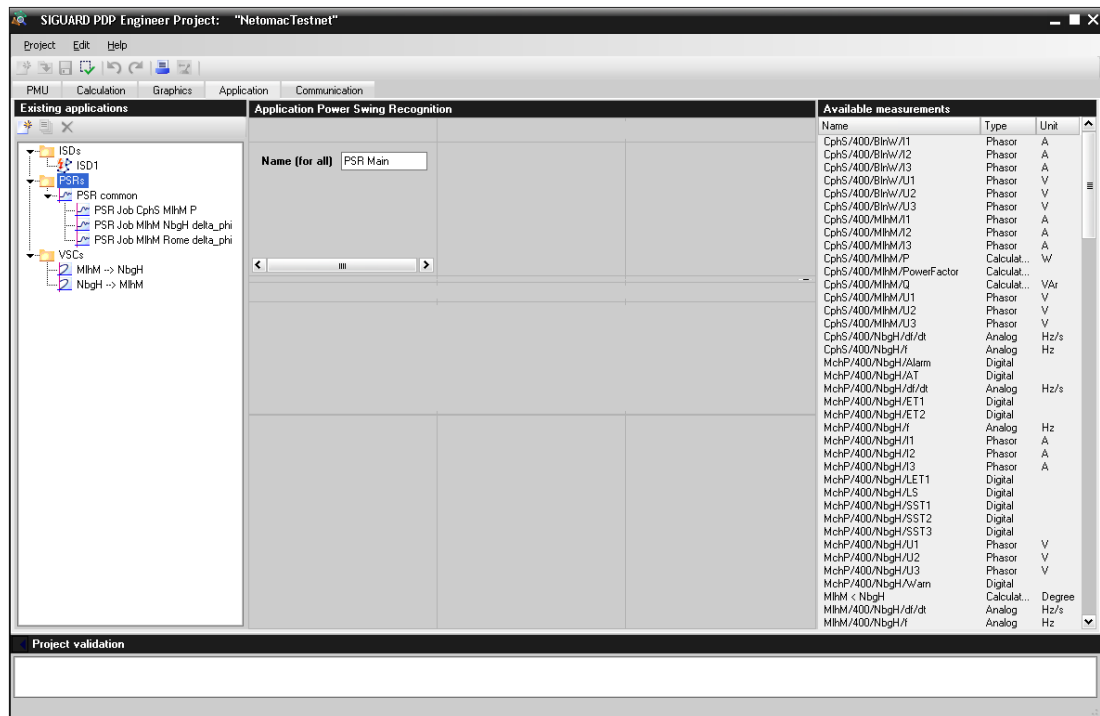 SIGUARD PDP Engineer Project: "NetomacTestnet"
Project Edit Help
PMU Calculation Graphics Application Communication
Existing applications
ISDs
ISD1
PSRs
PSR common
PSR Job CphS MlhM P
PSR Job MlhM NbgH delta_phi
PSR Job MlhM Rome delta_phi
VSCs
MlhM --> NbgH
NbgH --> MlhM
Application Power Swing Recognition
Name (for all) PSR Main
Available measurements
Name Type Unit
CphS/400/BlnW/I1 Phasor A
CphS/400/BlnW/I2 Phasor A
CphS/400/BlnW/I3 Phasor A
CphS/400/BlnW/U1 Phasor V
CphS/400/BlnW/U2 Phasor V
CphS/400/BlnW/U3 Phasor V
CphS/400/MlhM/I1 Phasor A
CphS/400/MlhM/I2 Phasor A
CphS/400/MlhM/I3 Phasor A
CphS/400/MlhM/P Calculat... W
CphS/400/MlhM/PowerFactor Calculat...
CphS/400/MlhM/Q Calculat... VAr
CphS/400/MlhM/U1 Phasor V
CphS/400/MlhM/U2 Phasor V
CphS/400/MlhM/U3 Phasor V
CphS/400/NbgH/df/dt Analog Hz/s
CphS/400/NbgH/f Analog Hz
MchP/400/NbgH/Alarm Digital
MchP/400/NbgH/AT Digital
MchP/400/NbgH/df/dt Analog Hz/s
MchP/400/NbgH/ET1 Digital
MchP/400/NbgH/ET2 Digital
MchP/400/NbgH/f Analog Hz
MchP/400/NbgH/I1 Phasor A
MchP/400/NbgH/I2 Phasor A
MchP/400/NbgH/I3 Phasor A
MchP/400/NbgH/LET1 Digital
MchP/400/NbgH/LS Digital
MchP/400/NbgH/SST1 Digital
MchP/400/NbgH/SST2 Digital
MchP/400/NbgH/SST3 Digital
MchP/400/NbgH/U1 Phasor V
MchP/400/NbgH/U2 Phasor V
MchP/400/NbgH/U3 Phasor V
MchP/400/NbgH/Warn Digital
MlhM < NbgH Calculat... Degree
MlhM/400/NbgH/df/dt Analog Hz/s
MlhM/400/NbgH/f Analog Hz
Project validation